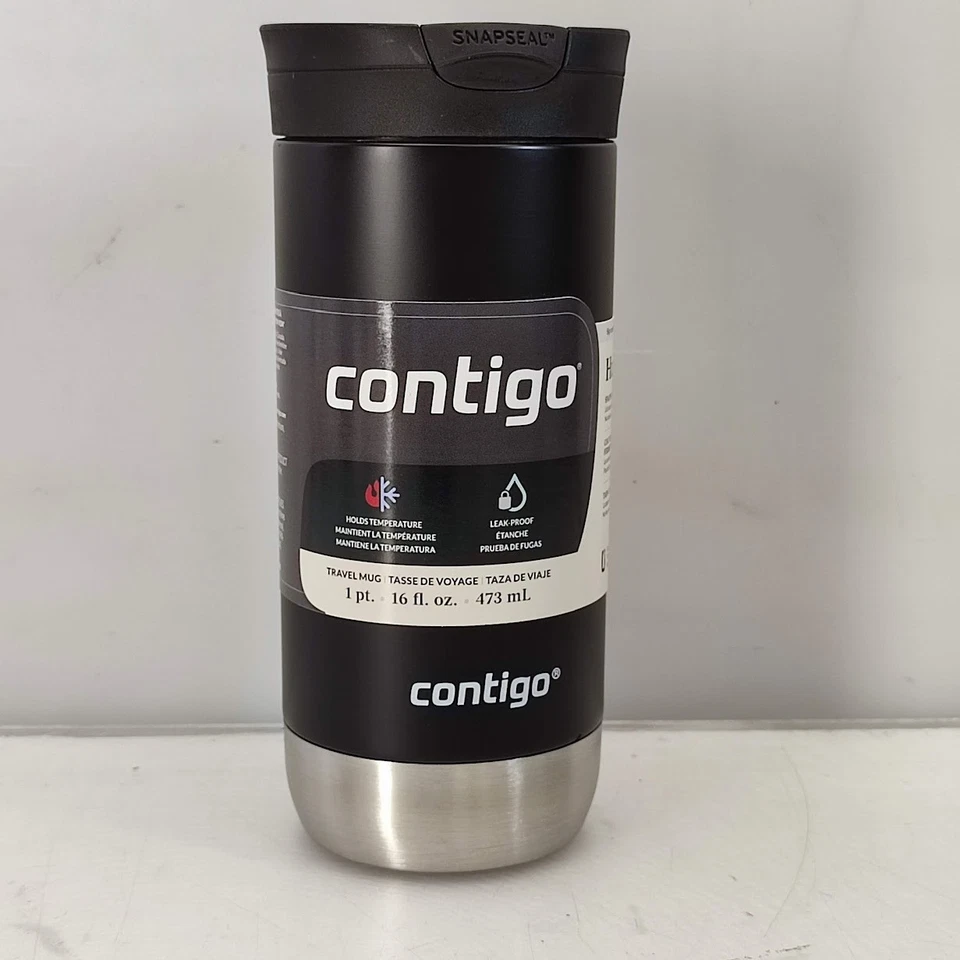 SNAPSEAL™
contigo®
HOLDS TEMPERATURE
MAINTIENT LA TEMPÉRATURE
MANTIENE LA TEMPERATURA
LEAK-PROOF
ÉTANCHE
PRUEBA DE FUGAS
TRAVEL MUG | TASSE DE VOYAGE | TAZA DE VIAJE
1 pt. • 16 fl. oz. • 473 mL
contigo®